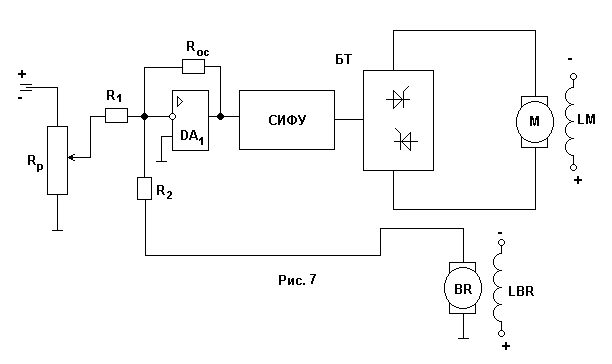 Rос
БТ
+
-
R1
DA1
СИФУ
Rр
R2
М
-
LM
+
Рис. 7
BR
-
LBR
+